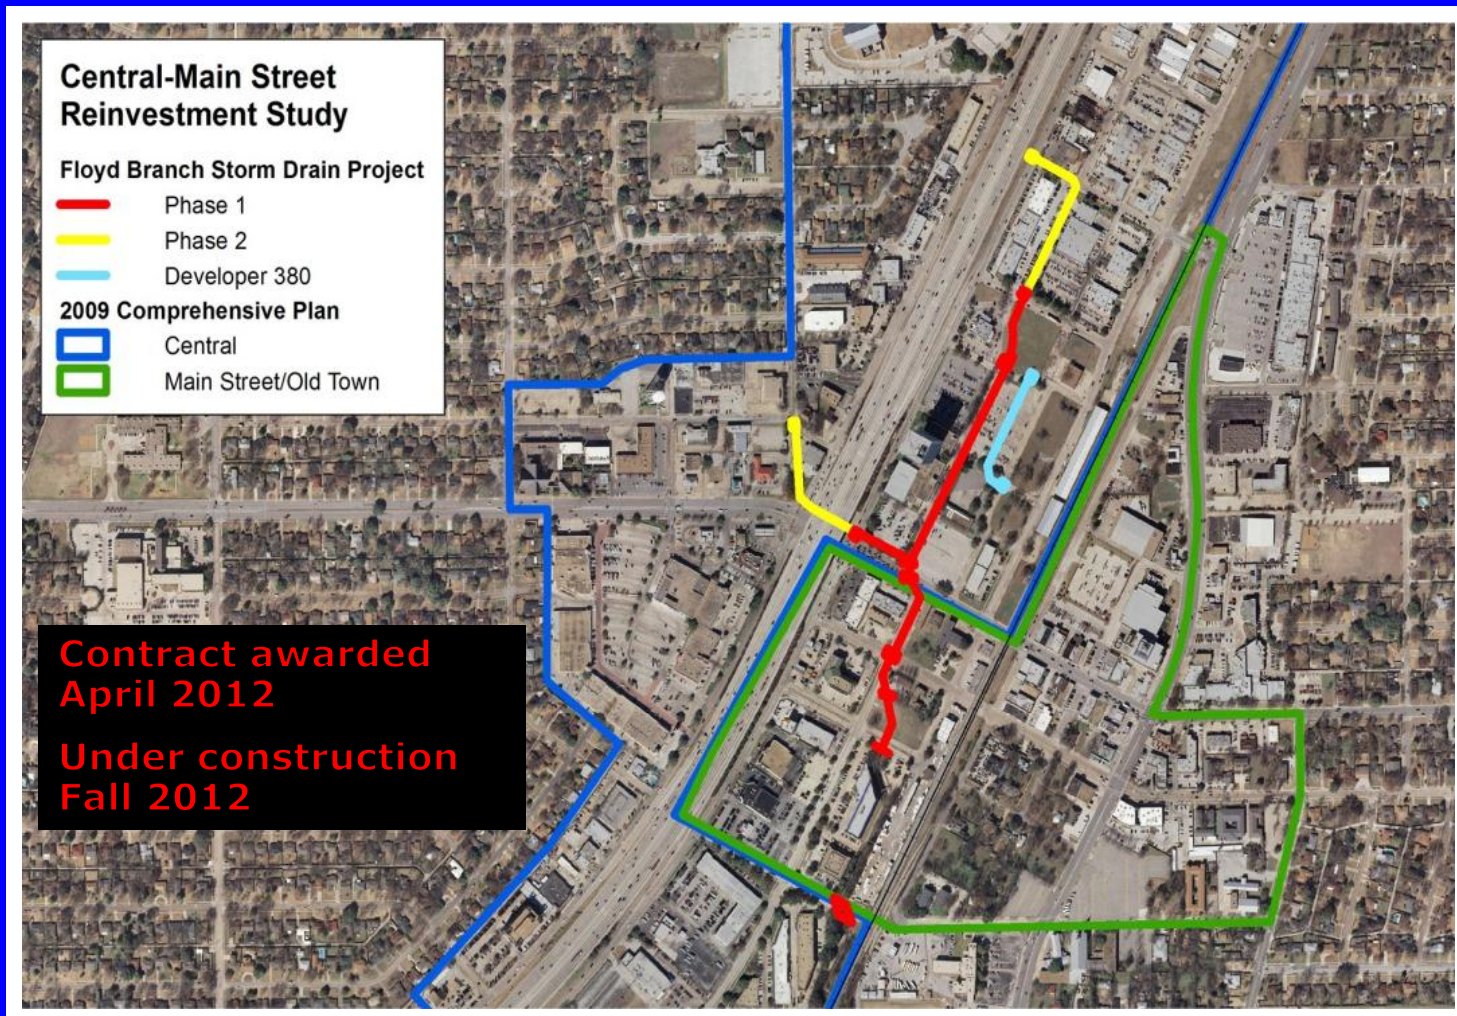 Central-Main Street
Reinvestment Study
Floyd Branch Storm Drain Project
Phase 1
Phase 2
Developer 380
2009 Comprehensive Plan
Central
Main Street/Old Town
Contract awarded
April 2012
Under construction
Fall 2012